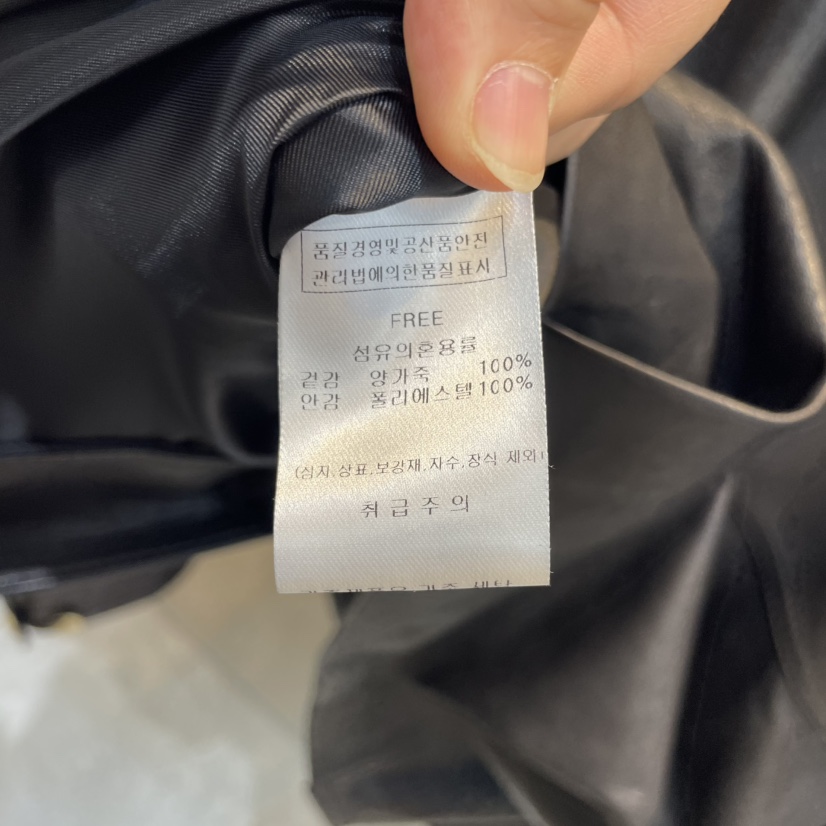 품질경영및공산품안전
관리법에의한품질표시
FREE
섬유의혼용률
겉감 양가죽 100%
안감 폴리에스텔 100%
(심지,상표,보강재,자수,장식 제외)
취급주의